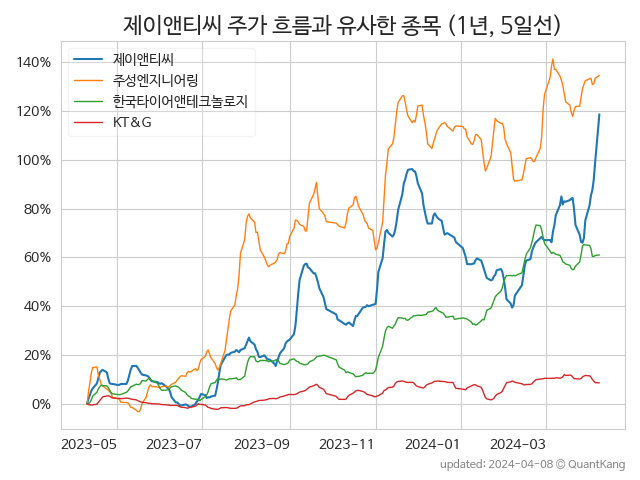 제이앤티씨 주가 흐름과 유사한 종목 (1년, 5일선)
제이앤티씨
주성엔지니어링
한국타이어앤테크놀로지
KT&G
140%
120%
100%
80%
60%
40%
20%
0%
2023-05 2023-07 2023-09 2023-11 2024-01 2024-03
updated: 2024-04-08 © QuantKang